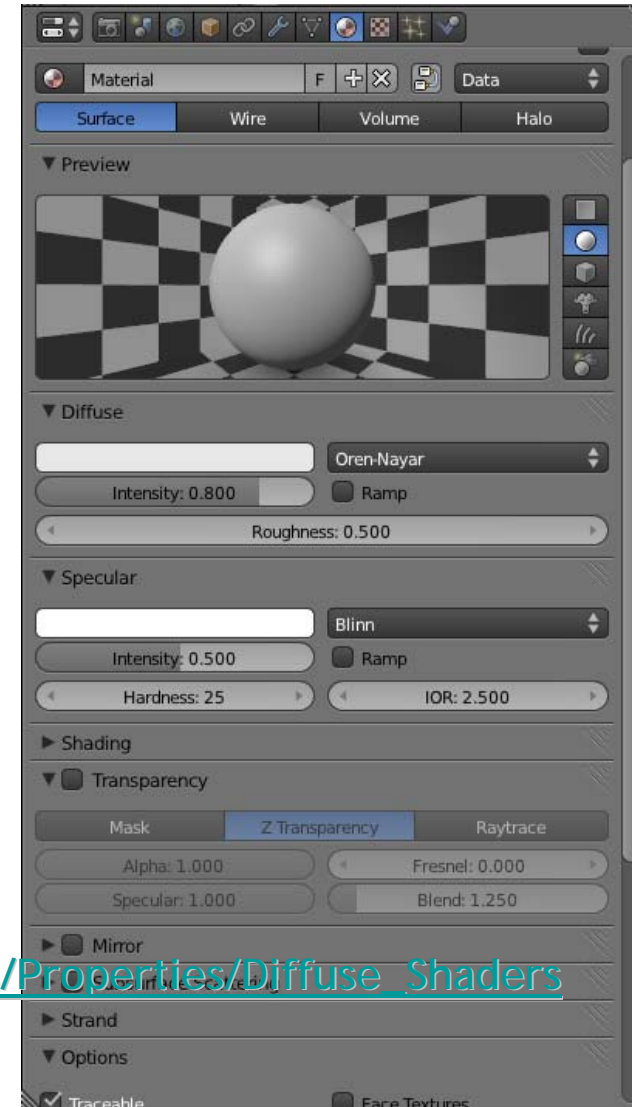 Material F Data
Surface Wire Volume Halo
Preview
Diffuse
Oren-Nayar
Intensity: 0.800 Ramp
Roughness: 0.500
Specular
Blinn
Intensity: 0.500 Ramp
Hardness: 25 IOR: 2.500
Shading
Transparency
Mask Z Transparency Raytrace
Alpha: 1.000 Fresnel: 0.000
Specular: 1.000 Blend: 1.250
Mirror
/Properties/Diffuse_Shaders
Subsurface Scattering
Strand
Options
Traceable Face Textures